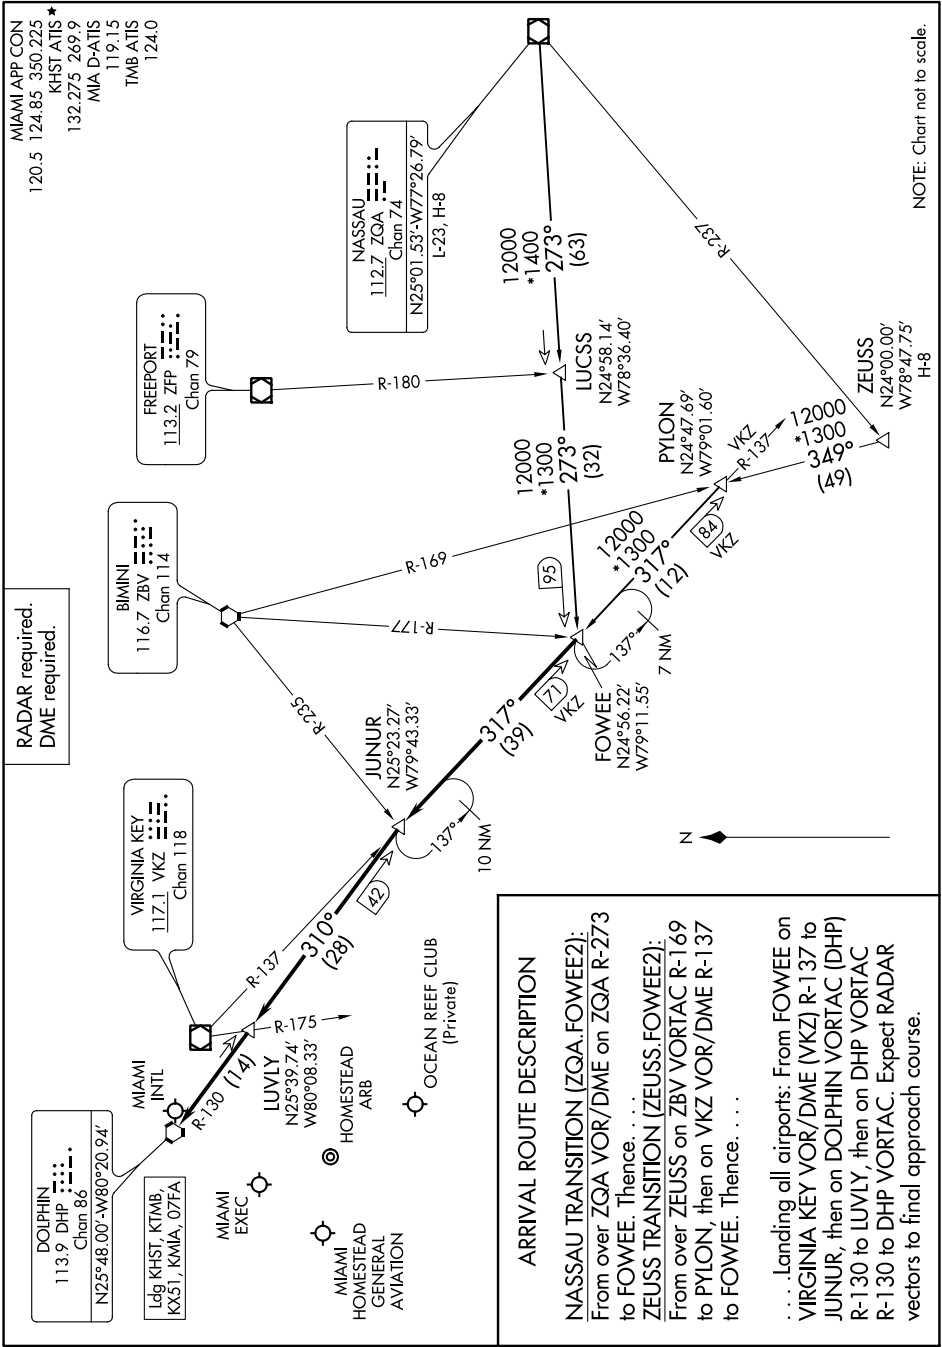 MIAMI APP CON
120.5 124.85 350.225
KHST ATIS ★
132.275 269.9
MIA D-ATIS
119.15
TMB ATIS
124.0
RADAR required.
DME required.
NASSAU
112.7 ZQA
Chan 74
N25°01.53'-W77°26.79'
L-23, H-8
FREEPORT
113.2 ZFP
Chan 79
BIMINI
116.7 ZBV
Chan 114
VIRGINIA KEY
117.1 VKZ
Chan 118
DOLPHIN
113.9 DHP
Chan 86
N25°48.00'-W80°20.94'
Ldg KHST, KTMB,
KX51, KMIA, 07FA
MIAMI
INTL
MIAMI
EXEC
MIAMI
HOMESTEAD
GENERAL
AVIATION
HOMESTEAD
ARB
OCEAN REEF CLUB
(Private)
R-130
(14)
LUVLY
N25°39.74'
W80°08.33'
R-175
R-137
310°
(28)
42
JUNUR
N25°23.27'
W79°43.33'
137°
10 NM
R-235
317°
(39)
71
VKZ
FOWEE
N24°56.22'
W79°11.55'
137°
7 NM
R-177
R-169
95
12000
*1300
317°
(12)
84
VKZ
PYLON
N24°47.69'
W79°01.60'
VKZ
R-137
12000
*1300
349°
(49)
ZEUSS
N24°00.00'
W78°47.75'
H-8
12000
*1300
273°
(32)
R-180
LUCSS
N24°58.14'
W78°36.40'
12000
*1400
273°
(63)
R-237
N
NOTE: Chart not to scale.
ARRIVAL ROUTE DESCRIPTION
NASSAU TRANSITION (ZQA.FOWEE2):
From over ZQA VOR/DME on ZQA R-273
to FOWEE. Thence. . . .
ZEUSS TRANSITION (ZEUSS.FOWEE2):
From over ZEUSS on ZBV VORTAC R-169
to PYLON, then on VKZ VOR/DME R-137
to FOWEE. Thence. . . .
. . . .Landing all airports: From FOWEE on
VIRGINIA KEY VOR/DME (VKZ) R-137 to
JUNUR, then on DOLPHIN VORTAC (DHP)
R-130 to LUVLY, then on DHP VORTAC
R-130 to DHP VORTAC. Expect RADAR
vectors to final approach course.